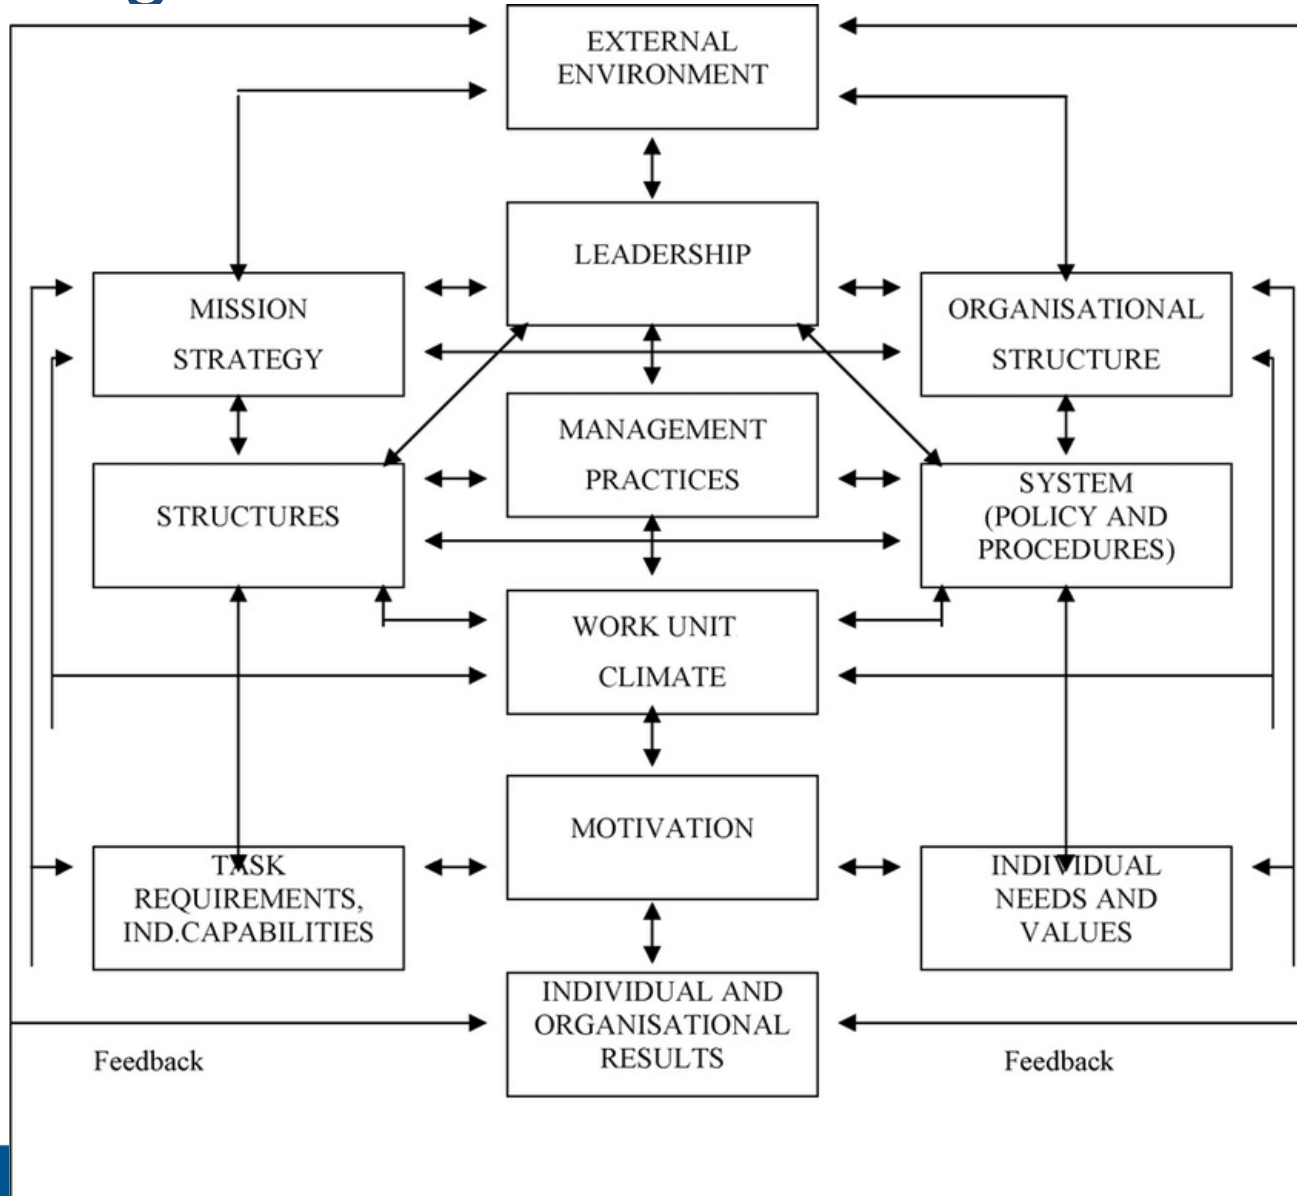 EXTERNAL
ENVIRONMENT
LEADERSHIP
MISSION
STRATEGY
ORGANISATIONAL
STRUCTURE
MANAGEMENT
PRACTICES
STRUCTURES
SYSTEM
(POLICY AND
PROCEDURES)
WORK UNIT
CLIMATE
MOTIVATION
TASK
REQUIREMENTS,
IND.CAPABILITIES
INDIVIDUAL
NEEDS AND
VALUES
INDIVIDUAL AND
ORGANISATIONAL
RESULTS
Feedback
Feedback